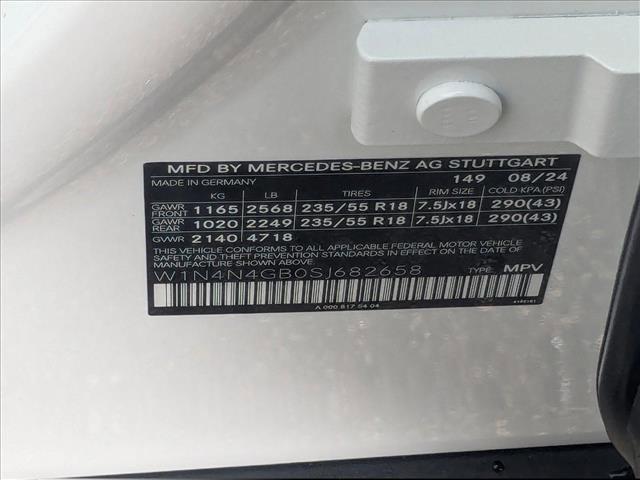 MFD BY MERCEDES-BENZ AG STUTTGART
MADE IN GERMANY 149 08/24
KG LB TIRES RIM SIZE COLD-KPA(PSI)
GAWR FRONT 1165 2568 235/55 R18 7.5Jx18 290(43)
GAWR REAR 1020 2249 235/55 R18 7.5Jx18 290(43)
GVWR 2140 4718
THIS VEHICLE CONFORMS TO ALL APPLICABLE FEDERAL MOTOR VEHICLE
SAFETY AND THEFT PREVENTION STANDARDS IN EFFECT ON THE DATE OF
MANUFACTURE SHOWN ABOVE.
W1N4N4GB0SJ682658 TYPE: MPV
A 000 817 54 04